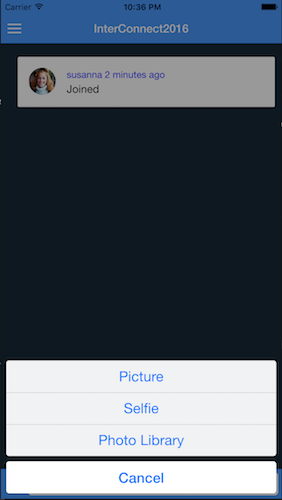 Carrier 10:36 PM
InterConnect2016
susanna 2 minutes ago
Joined
Picture
Selfie
Photo Library
Cancel